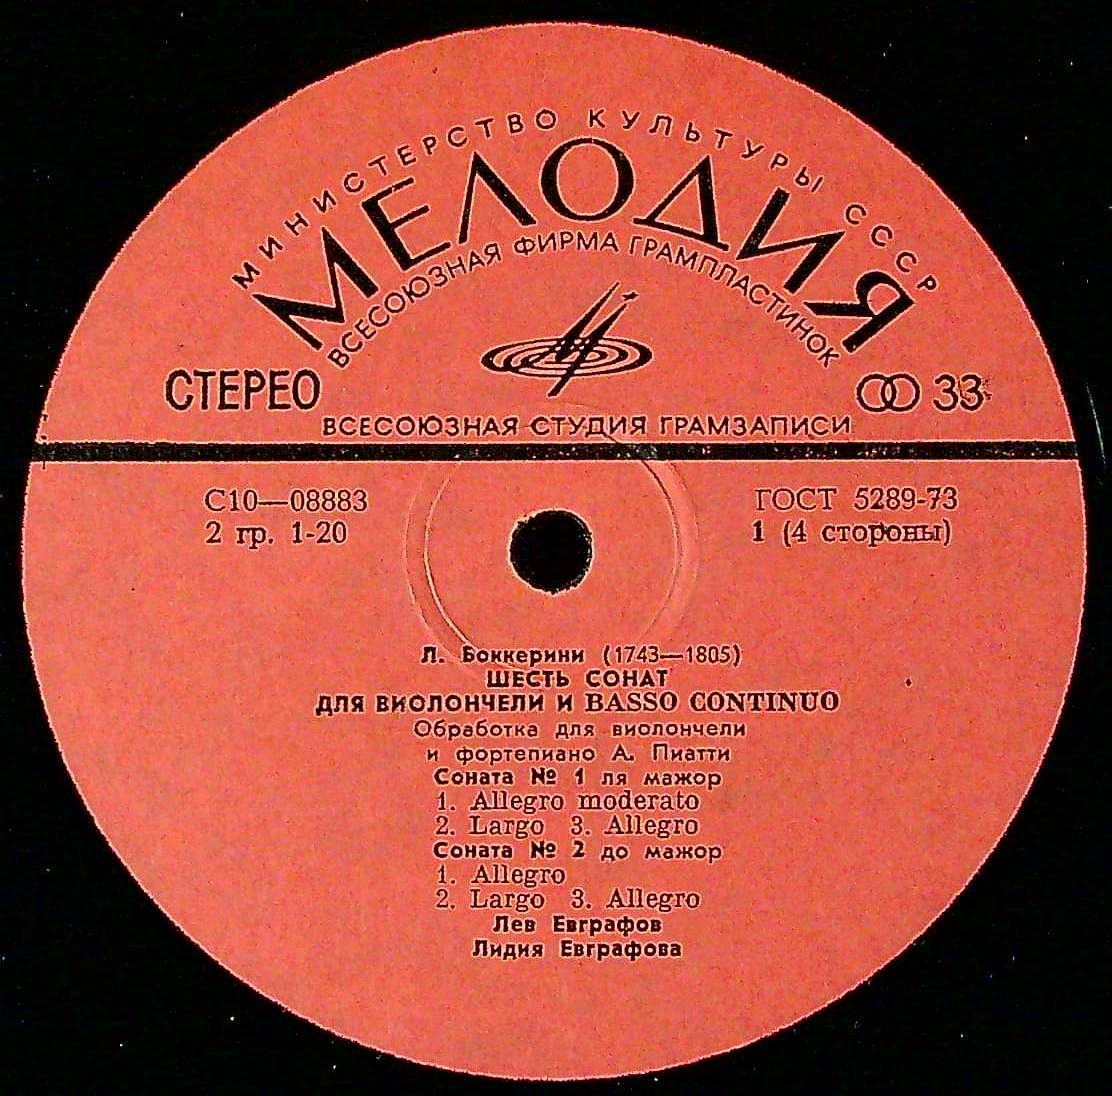 МИНИСТЕРСТВО КУЛЬТУРЫ СССР
МЕЛОДИЯ
ВСЕСОЮЗНАЯ ФИРМА ГРАМПЛАСТИНОК
СТЕРЕО
33
ВСЕСОЮЗНАЯ СТУДИЯ ГРАМЗАПИСИ
С10—08883
ГОСТ 5289-73
2 гр. 1-20
1 (4 стороны)
Л. Боккерини (1743—1805)
ШЕСТЬ СОНАТ
ДЛЯ ВИОЛОНЧЕЛИ И BASSO CONTINUO
Обработка для виолончели
и фортепиано А. Пиатти
Соната № 1 ля мажор
1. Allegro moderato
2. Largo 3. Allegro
Соната № 2 до мажор
1. Allegro
2. Largo 3. Allegro
Лев Евграфов
Лидия Евграфова